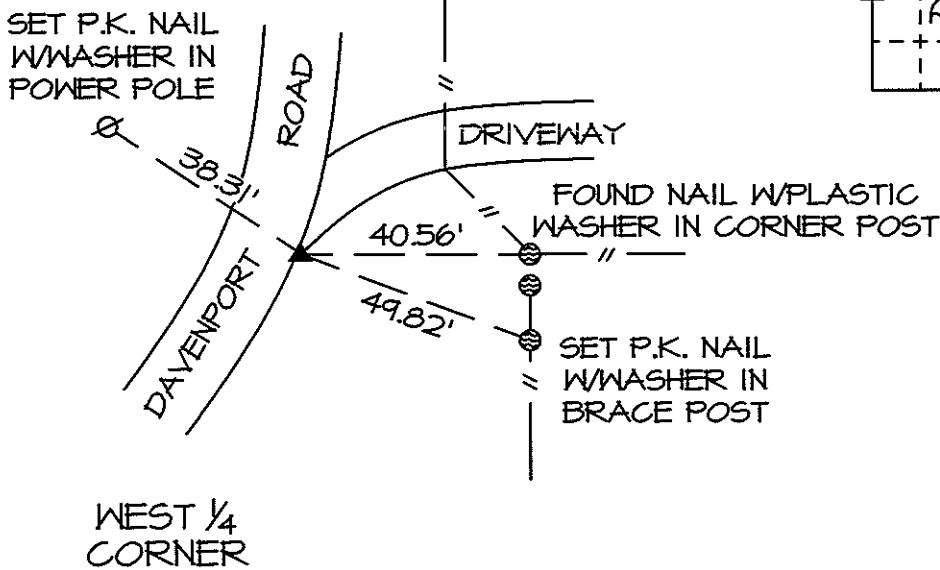 SET P.K. NAIL
W/WASHER IN
POWER POLE
ROAD
DRIVEWAY
38.31'
FOUND NAIL W/PLASTIC
WASHER IN CORNER POST
40.56'
49.82'
DAVENPORT
SET P.K. NAIL
W/WASHER IN
BRACE POST
WEST 1/4
CORNER